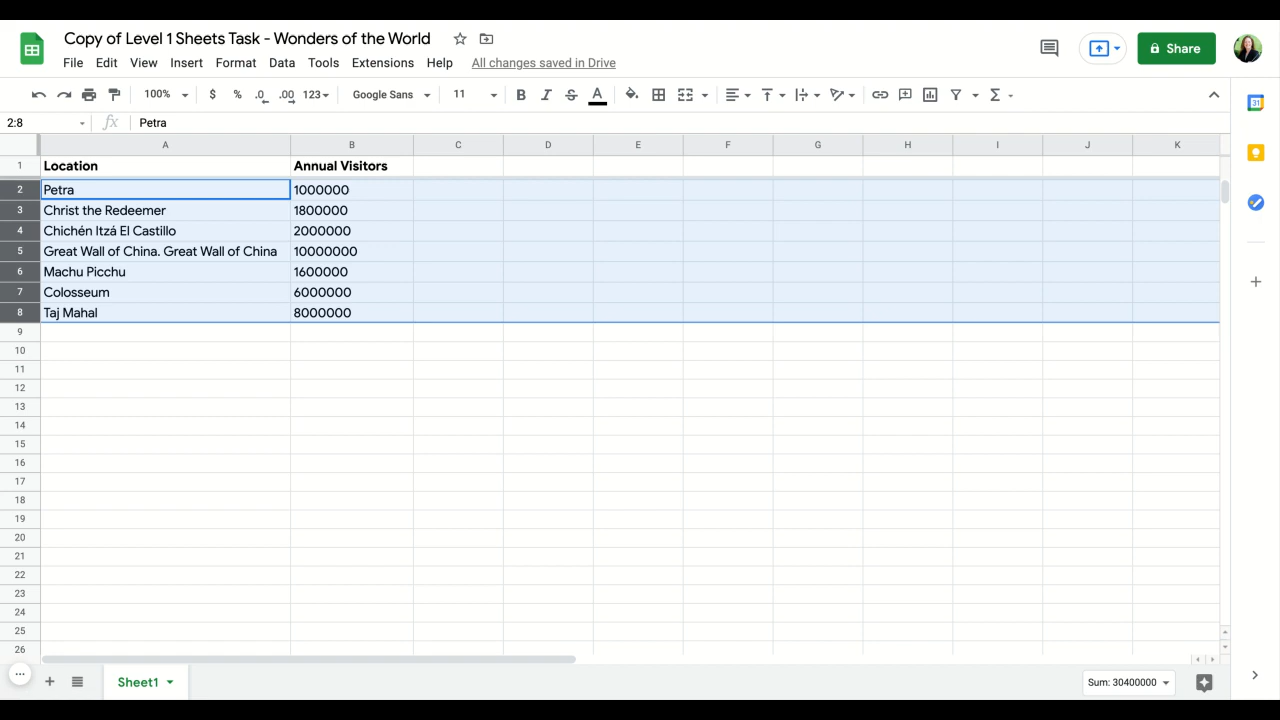 Copy of Level 1 Sheets Task - Wonders of the World
File Edit View Insert Format Data Tools Extensions Help All changes saved in Drive
Share
100% $ % .0 .00 123 Google Sans 11 B I S A Σ
31
2:8 fx Petra
A B C D E F G H I J K
1 Location Annual Visitors
2 Petra 1000000
3 Christ the Redeemer 1800000
4 Chichén Itzá El Castillo 2000000
5 Great Wall of China. Great Wall of China 10000000
6 Machu Picchu 1600000
7 Colosseum 6000000
8 Taj Mahal 8000000
9
10
11
12
13
14
15
16
17
18
19
20
21
22
23
24
25
26
Sheet1 Sum: 30400000